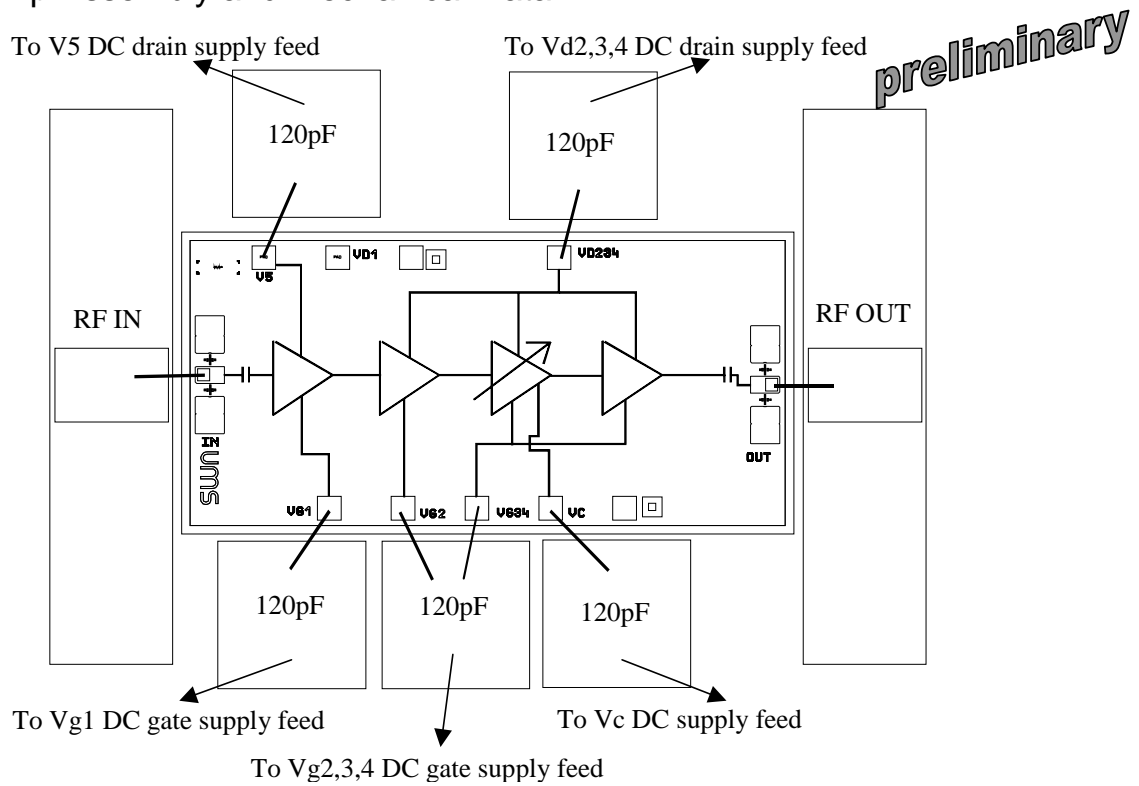 To V5 DC drain supply feed
To Vd2,3,4 DC drain supply feed
preliminary
120pF
120pF
V5
VD1
VD234
RF IN
RF OUT
IN
ums
OUT
VG1
VG2
VG34
VC
120pF
120pF
120pF
To Vg1 DC gate supply feed
To Vc DC supply feed
To Vg2,3,4 DC gate supply feed